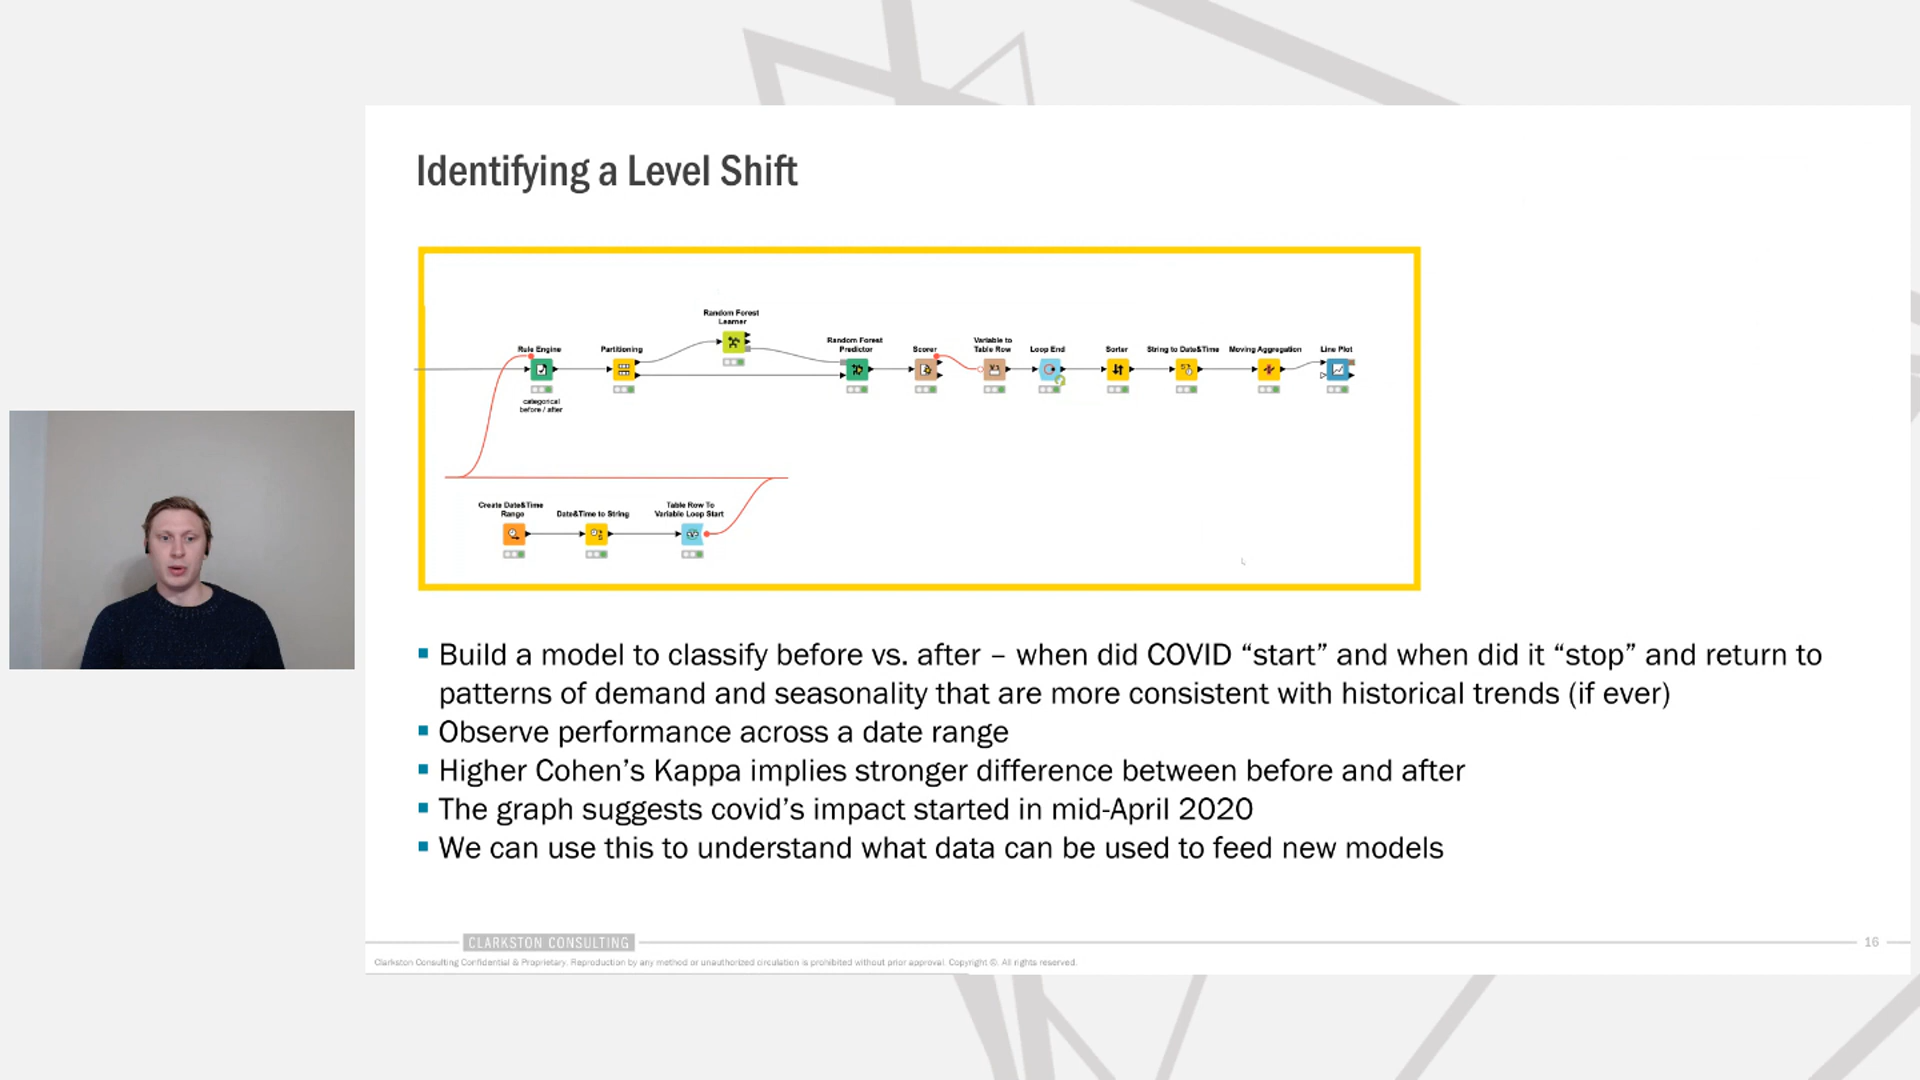 Identifying a Level Shift
Random Forest
Learner
Rule Engine
Partitioning
Random Forest
Predictor
Scorer
Variable to
Table Row
Loop End
Sorter
String to Date&Time
Moving Aggregation
Line Plot
categorical
before / after
Create Date&Time
Range
Date&Time to String
Table Row To
Variable Loop Start
Build a model to classify before vs. after – when did COVID “start” and when did it “stop” and return to
patterns of demand and seasonality that are more consistent with historical trends (if ever)
Observe performance across a date range
Higher Cohen’s Kappa implies stronger difference between before and after
The graph suggests covid’s impact started in mid-April 2020
We can use this to understand what data can be used to feed new models
CLARKSTON CONSULTING
16
Clarkston Consulting Confidential & Proprietary. Reproduction by any method or unauthorized circulation is prohibited without prior approval. Copyright ©. All rights reserved.